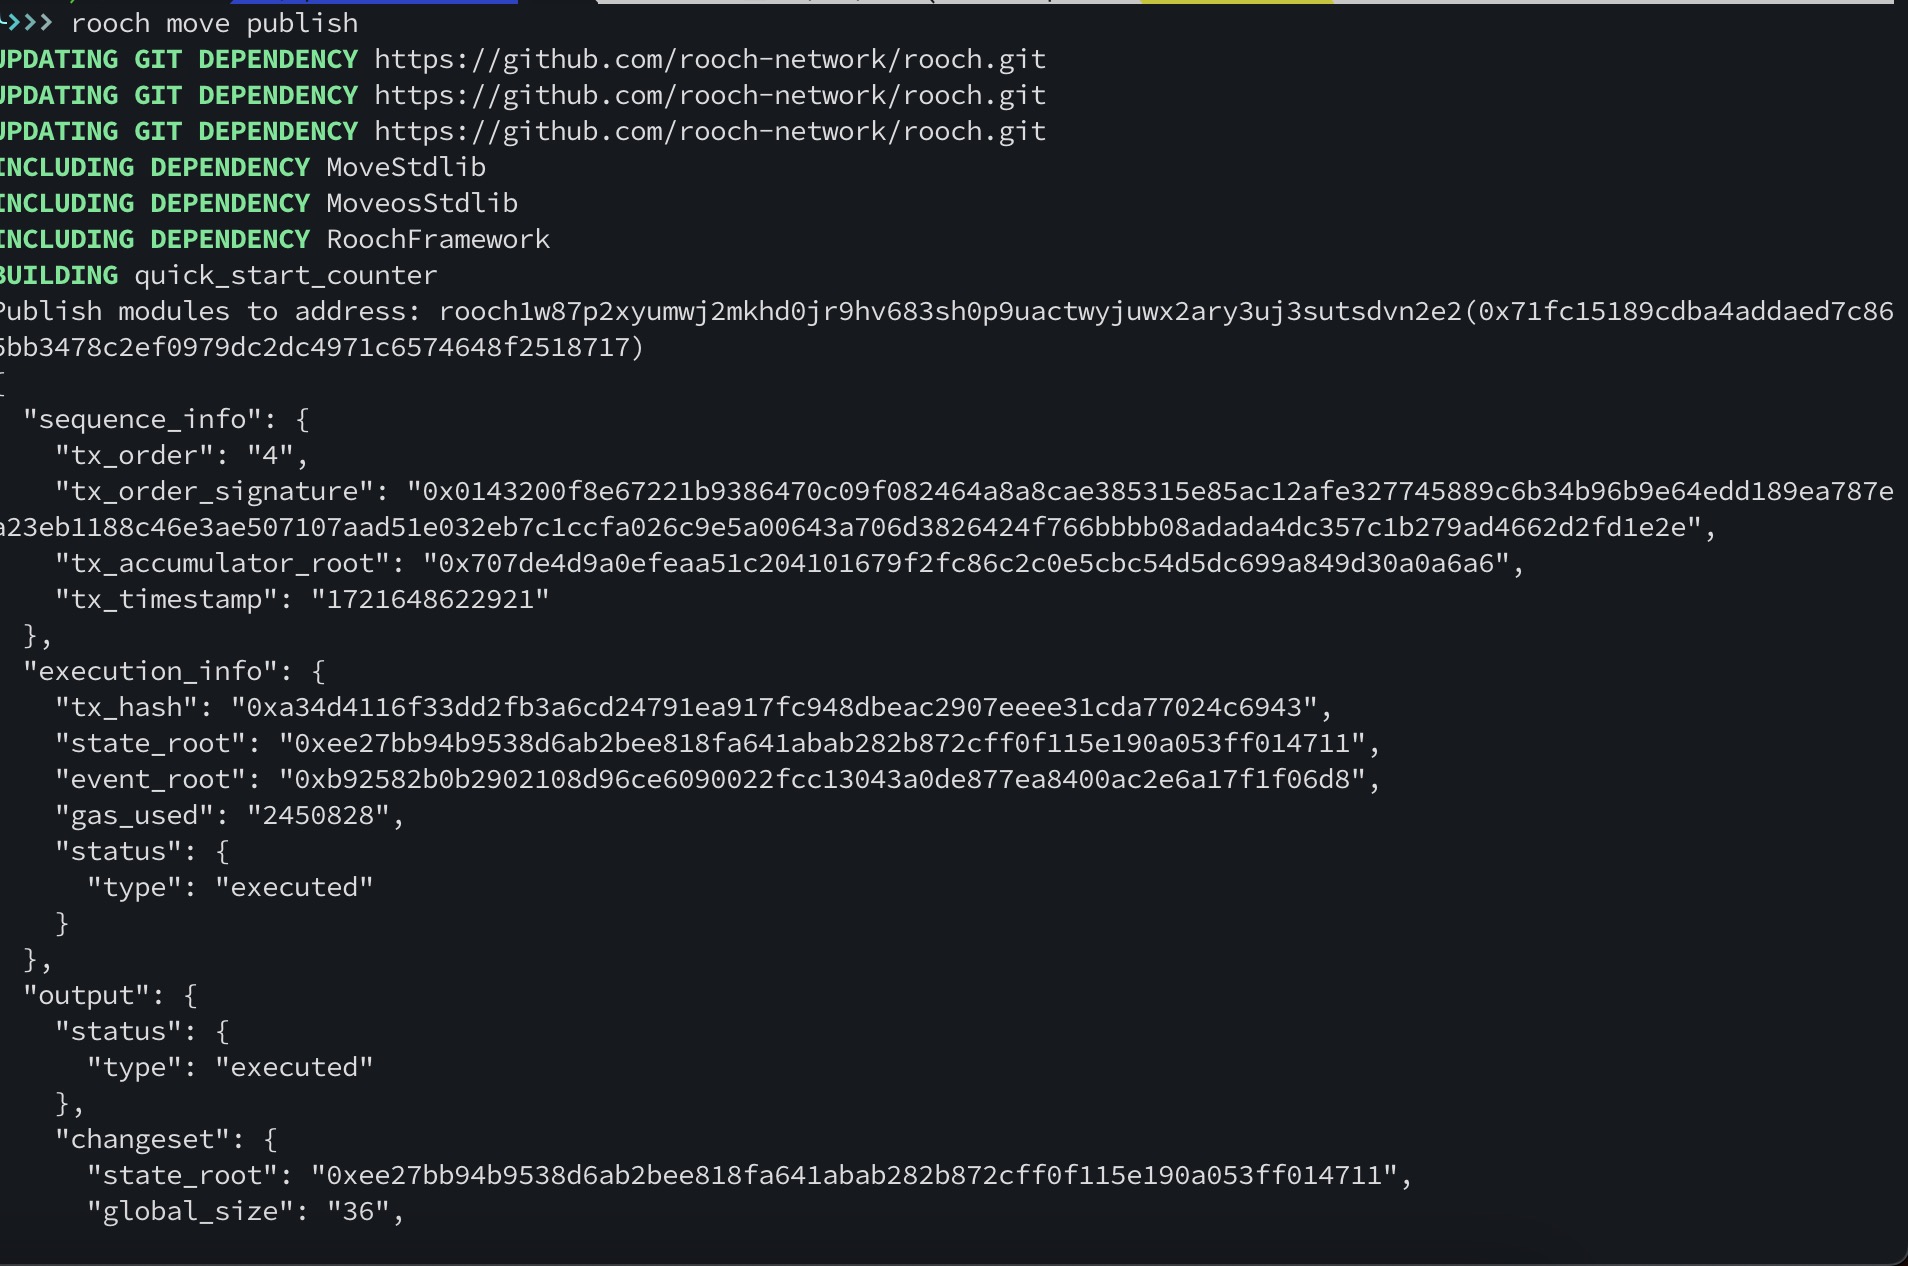 >>> rooch move publish
UPDATING GIT DEPENDENCY https://github.com/rooch-network/rooch.git
UPDATING GIT DEPENDENCY https://github.com/rooch-network/rooch.git
UPDATING GIT DEPENDENCY https://github.com/rooch-network/rooch.git
INCLUDING DEPENDENCY MoveStdlib
INCLUDING DEPENDENCY MoveosStdlib
INCLUDING DEPENDENCY RoochFramework
BUILDING quick_start_counter
Publish modules to address: rooch1w87p2xyumwj2mkhd0jr9hv683sh0p9uactwyjuwx2ary3uj3sutsdvn2e2(0x71fc15189cdba4addaed7c86
5bb3478c2ef0979dc2dc4971c6574648f2518717)
{
  "sequence_info": {
    "tx_order": "4",
    "tx_order_signature": "0x0143200f8e67221b9386470c09f082464a8a8cae385315e85ac12afe327745889c6b34b96b9e64edd189ea787e
a23eb1188c46e3ae507107aad51e032eb7c1ccfa026c9e5a00643a706d3826424f766bbbb08adada4dc357c1b279ad4662d2fd1e2e",
    "tx_accumulator_root": "0x707de4d9a0efeaa51c204101679f2fc86c2c0e5cbc54d5dc699a849d30a0a6a6",
    "tx_timestamp": "1721648622921"
  },
  "execution_info": {
    "tx_hash": "0xa34d4116f33dd2fb3a6cd24791ea917fc948dbeac2907eeee31cda77024c6943",
    "state_root": "0xee27bb94b9538d6ab2bee818fa641abab282b872cff0f115e190a053ff014711",
    "event_root": "0xb92582b0b2902108d96ce6090022fcc13043a0de877ea8400ac2e6a17f1f06d8",
    "gas_used": "2450828",
    "status": {
      "type": "executed"
    }
  },
  "output": {
    "status": {
      "type": "executed"
    },
    "changeset": {
      "state_root": "0xee27bb94b9538d6ab2bee818fa641abab282b872cff0f115e190a053ff014711",
      "global_size": "36",